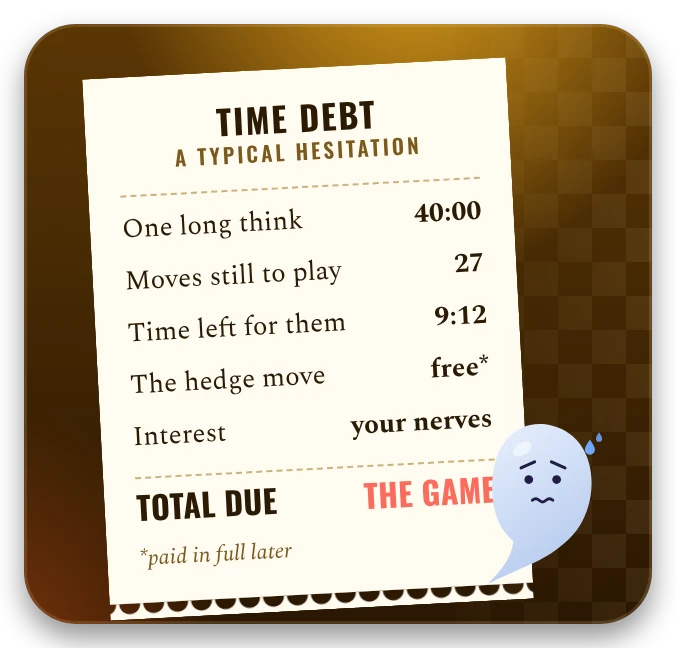 TIME DEBT
A TYPICAL HESITATION
One long think 40:00
Moves still to play 27
Time left for them 9:12
The hedge move free*
Interest your nerves
TOTAL DUE THE GAME
*paid in full later